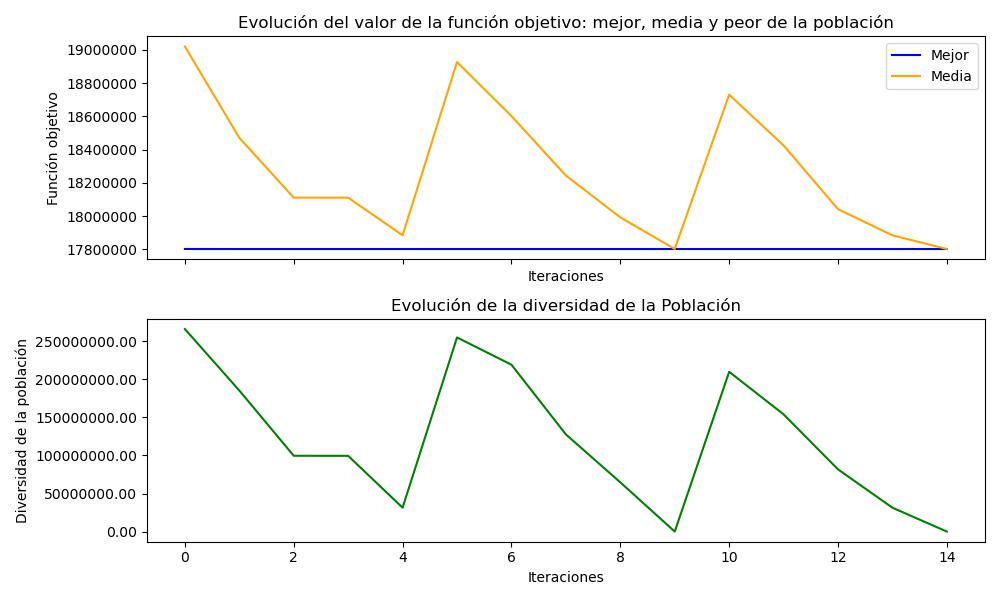 Evolución del valor de la función objetivo: mejor, media y peor de la población
19000000
18800000
18600000
18400000
18200000
18000000
17800000
Función objetivo
Mejor
Media
Iteraciones
Evolución de la diversidad de la Población
250000000.00
200000000.00
150000000.00
100000000.00
50000000.00
0.00
Diversidad de la población
0 2 4 6 8 10 12 14
Iteraciones